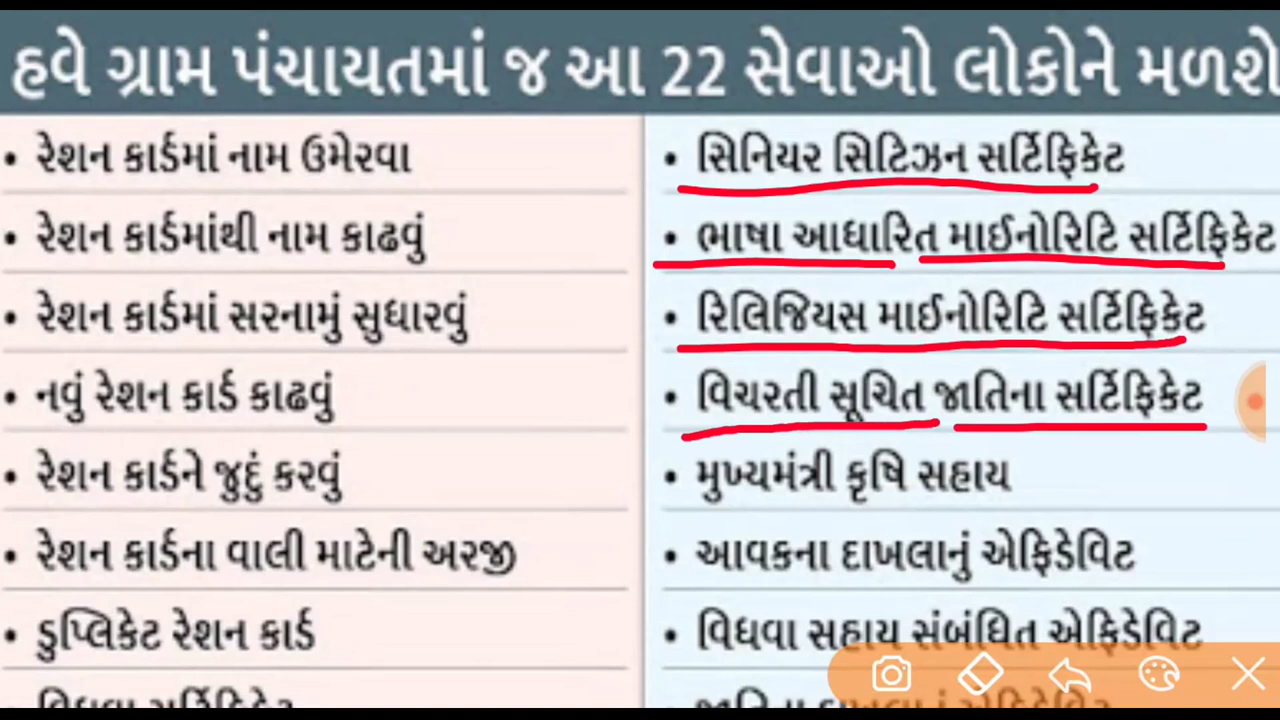 હવે ગ્રામ પંચાયતમાં જ આ 22 સેવાઓ લોકોને મળશે
• રેશન કાર્ડમાં નામ ઉમેરવા
• રેશન કાર્ડમાંથી નામ કાઢવું
• રેશન કાર્ડમાં સરનામું સુધારવું
• નવું રેશન કાર્ડ કાઢવું
• રેશન કાર્ડને જુદું કરવું
• રેશન કાર્ડના વાલી માટેની અરજી
• ડુપ્લિકેટ રેશન કાર્ડ
• સિનિયર સિટિઝન સર્ટિફિકેટ
• ભાષા આધારિત માઈનોરિટિ સર્ટિફિકેટ
• રિલિજિયસ માઈનોરિટિ સર્ટિફિકેટ
• વિચરતી સૂચિત જાતિના સર્ટિફિકેટ
• મુખ્યમંત્રી કૃષિ સહાય
• આવકના દાખલાનું એફિડેવિટ
• વિધવા સહાય સંબંધિત એફિડેવિટ